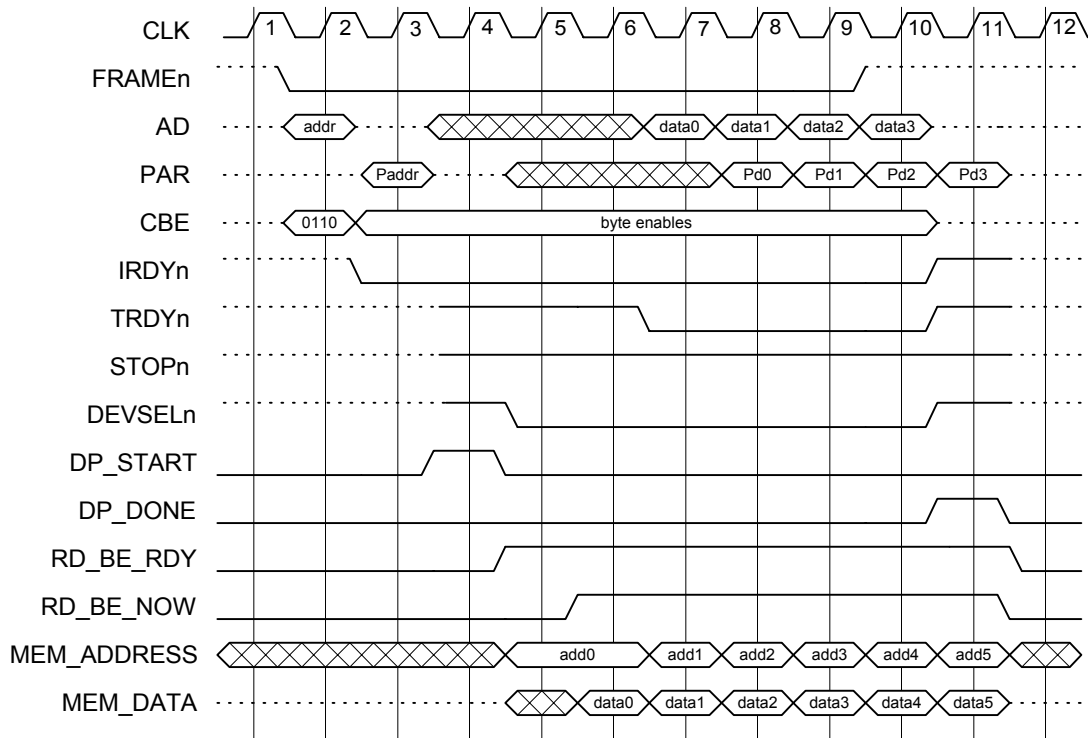 CLK 1 2 3 4 5 6 7 8 9 10 11 12
FRAMEn
AD addr data0 data1 data2 data3
PAR Paddr Pd0 Pd1 Pd2 Pd3
CBE 0110 byte enables
IRDYn
TRDYn
STOPn
DEVSELn
DP_START
DP_DONE
RD_BE_RDY
RD_BE_NOW
MEM_ADDRESS add0 add1 add2 add3 add4 add5
MEM_DATA data0 data1 data2 data3 data4 data5